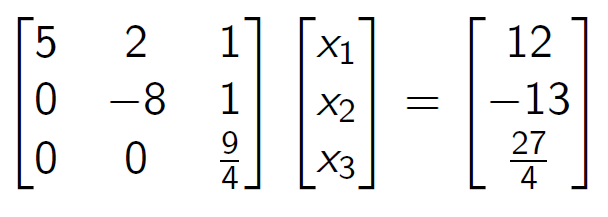 [5 2 1; 0 −8 1; 0 0 9/4] [x₁; x₂; x₃] = [12; −13; 27/4]